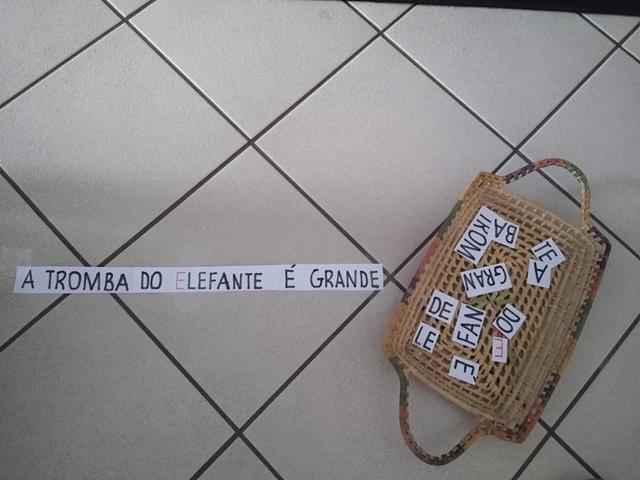 A TROMBA DO ELEFANTE É GRANDE
TROM
BA
TE
A
GRAN
DE
FAN
DO
LE
E
É